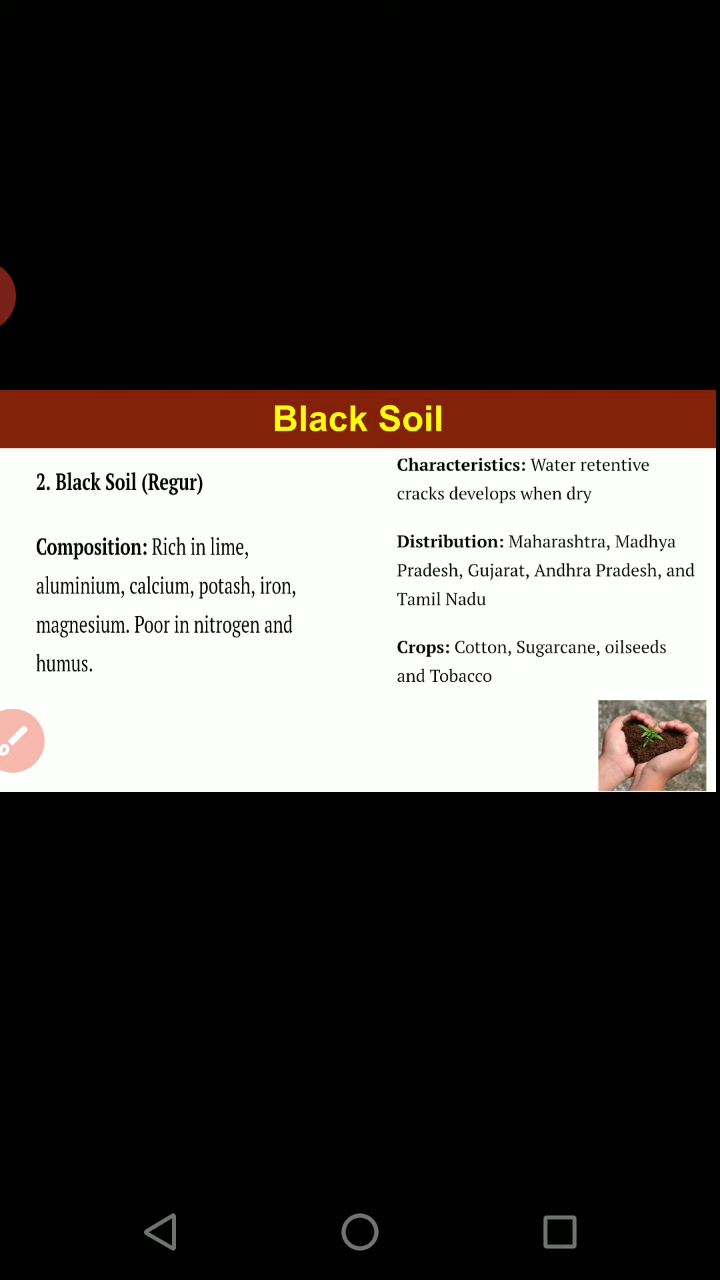 Black Soil
2. Black Soil (Regur)
Composition: Rich in lime,
aluminium, calcium, potash, iron,
magnesium. Poor in nitrogen and
humus.
Characteristics: Water retentive
cracks develops when dry
Distribution: Maharashtra, Madhya
Pradesh, Gujarat, Andhra Pradesh, and
Tamil Nadu
Crops: Cotton, Sugarcane, oilseeds
and Tobacco